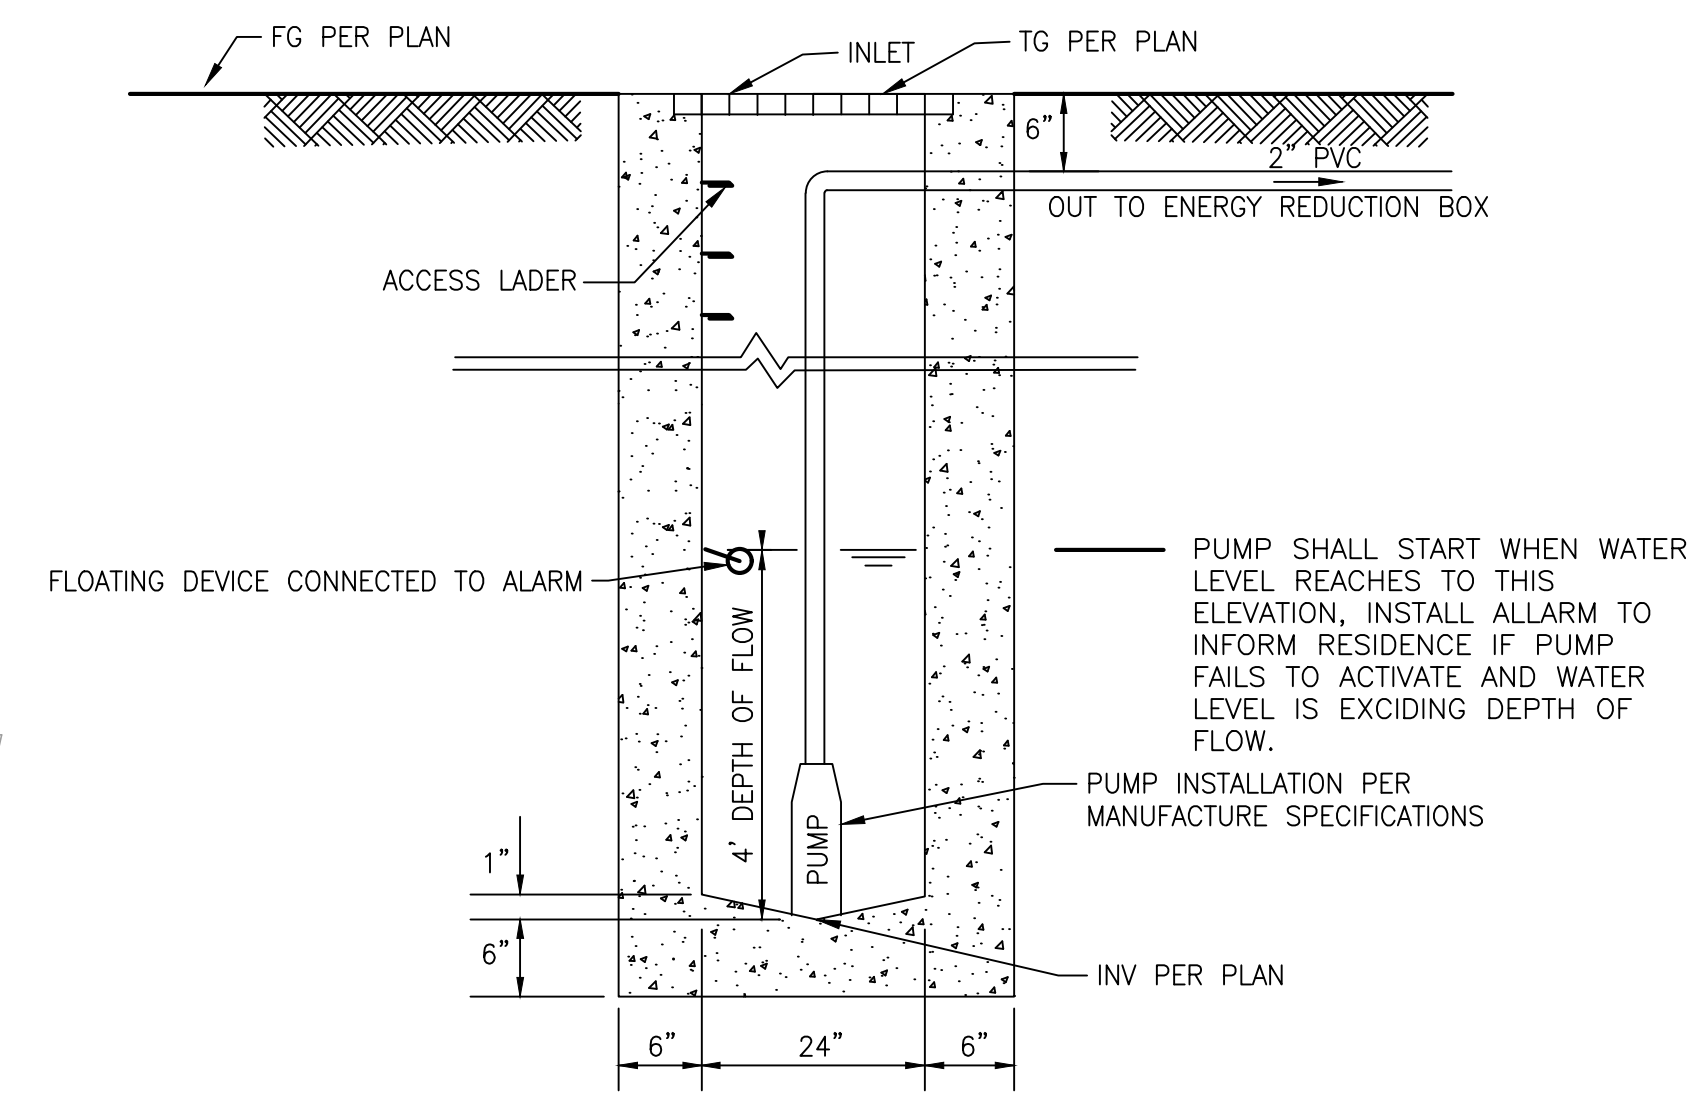 FG PER PLAN
INLET
TG PER PLAN
6"
2" PVC
OUT TO ENERGY REDUCTION BOX
ACCESS LADER
FLOATING DEVICE CONNECTED TO ALARM
4' DEPTH OF FLOW
PUMP
PUMP SHALL START WHEN WATER
LEVEL REACHES TO THIS
ELEVATION, INSTALL ALLARM TO
INFORM RESIDENCE IF PUMP
FAILS TO ACTIVATE AND WATER
LEVEL IS EXCIDING DEPTH OF
FLOW.
PUMP INSTALLATION PER
MANUFACTURE SPECIFICATIONS
1"
6"
INV PER PLAN
6"
24"
6"